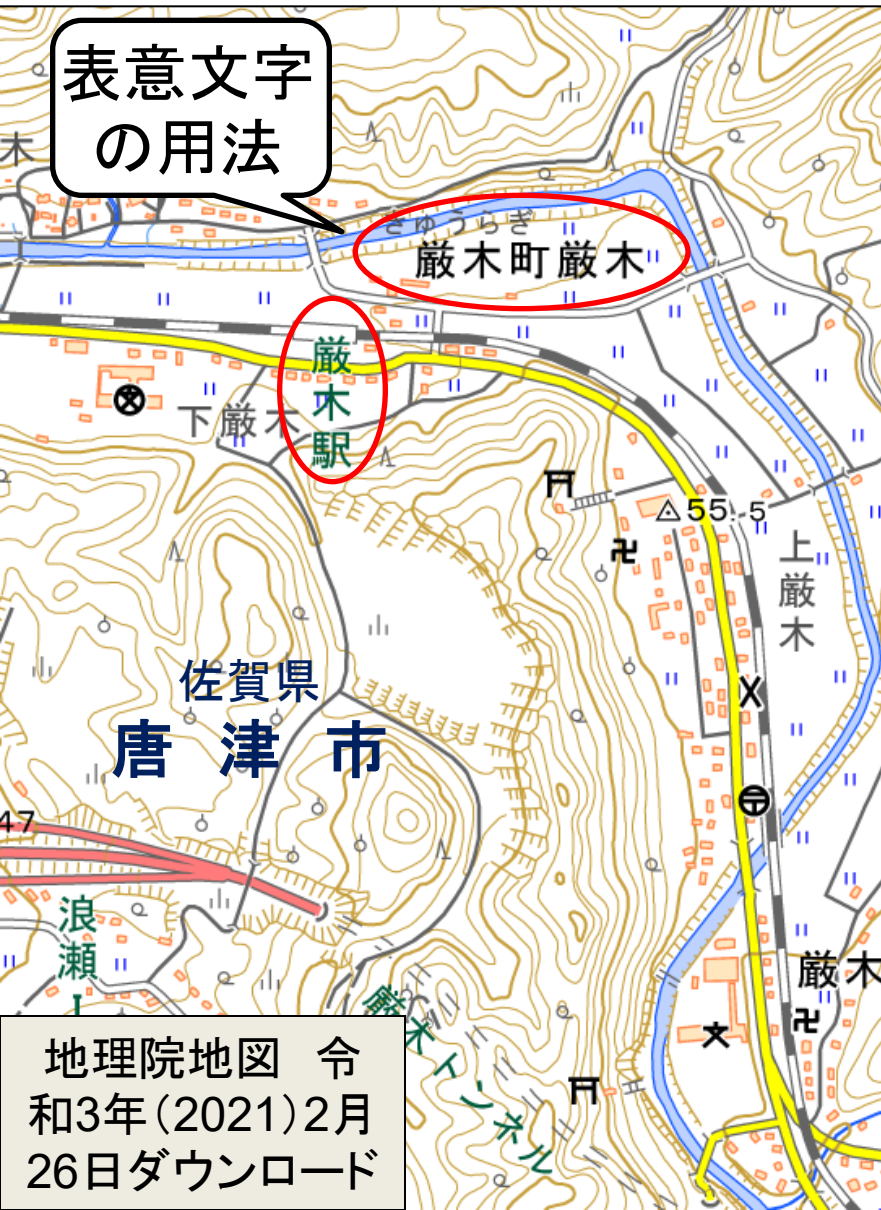 表意文字
の用法
木
きゅうらぎ
厳木町厳木
厳木駅
下厳木
55.5
上厳木
佐賀県
唐津市
47
浪瀬
厳木
厳木トンネル
地理院地図　令
和3年（2021）2月
26日ダウンロード